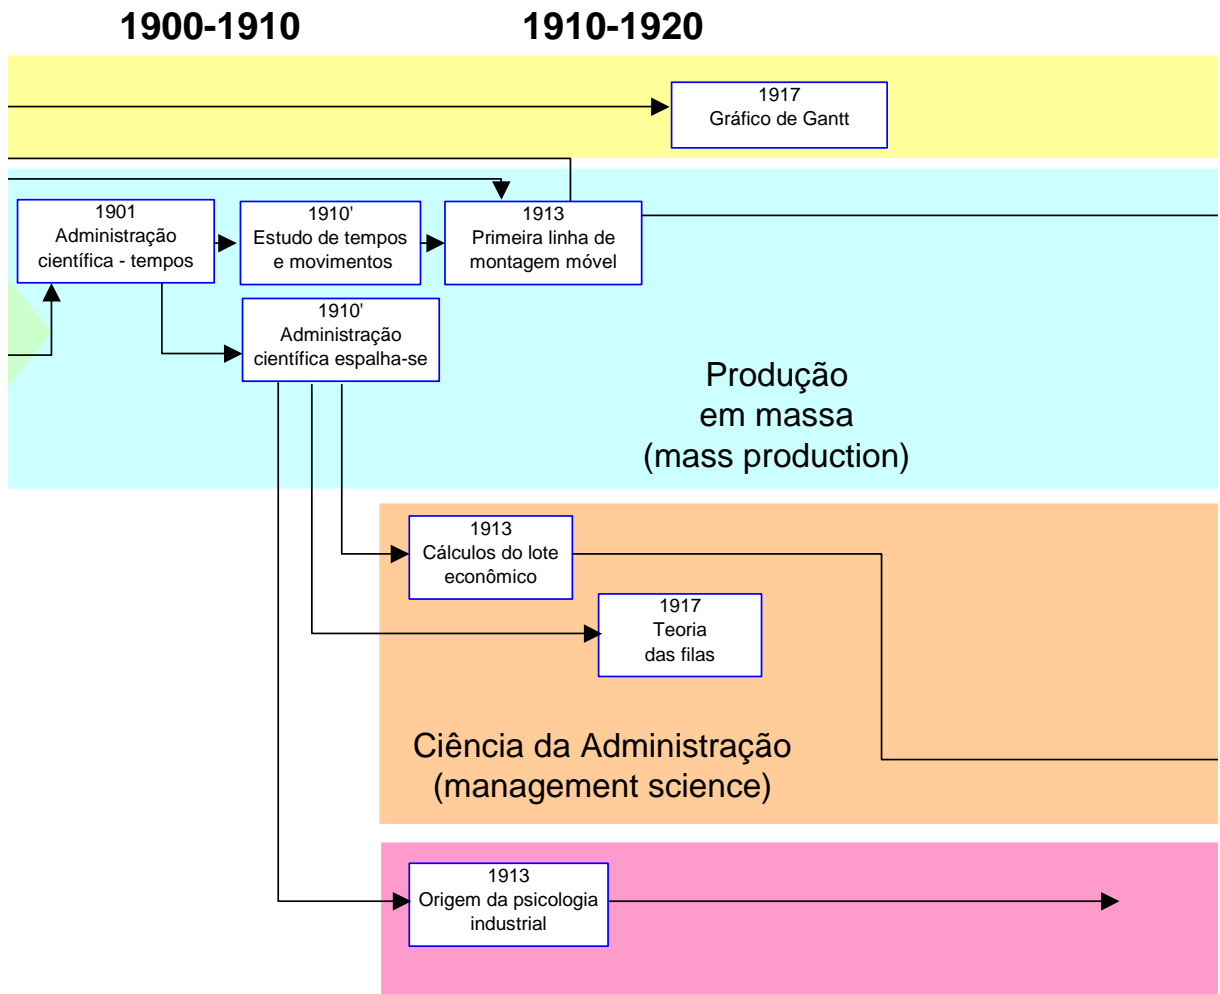 1900-1910
1910-1920
1917
Gráfico de Gantt
1901
Administração
científica - tempos
1910'
Estudo de tempos
e movimentos
1913
Primeira linha de
montagem móvel
1910'
Administração
científica espalha-se
Produção
em massa
(mass production)
1913
Cálculos do lote
econômico
1917
Teoria
das filas
Ciência da Administração
(management science)
1913
Origem da psicologia
industrial